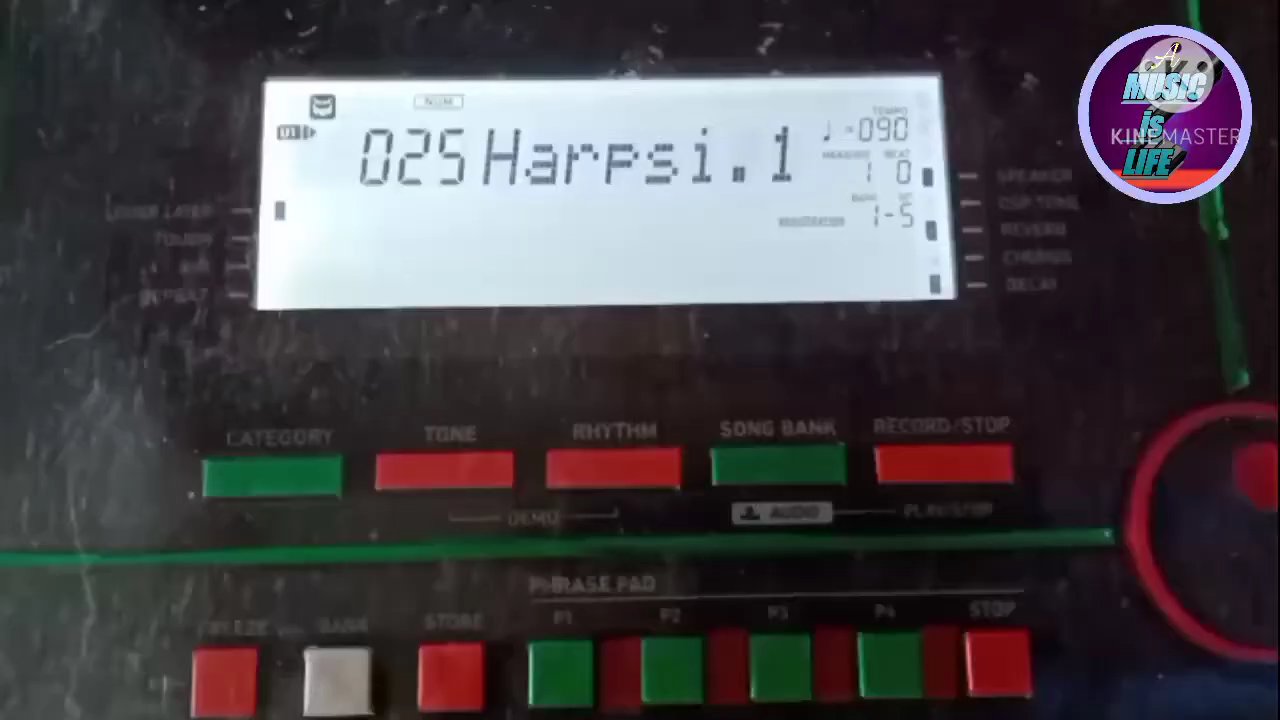 A
MUSIC
is
LIFE
KINEMASTER
NUM
TEMPO
U1
025 Harpsi.1
♩=090
MEASURE BEAT
1 0
BANK
1-5
REGISTRATION
SPEAKER
DSP TONE
REVERB
CHORUS
DELAY
LOWER LAYER
TOUCH
REPEAT
CATEGORY
TONE
RHYTHM
SONG BANK
RECORD/STOP
DEMO
AUDIO
PLAY/STOP
PHRASE PAD
FREEZE
BANK
STORE
P1
P2
P3
P4
STOP